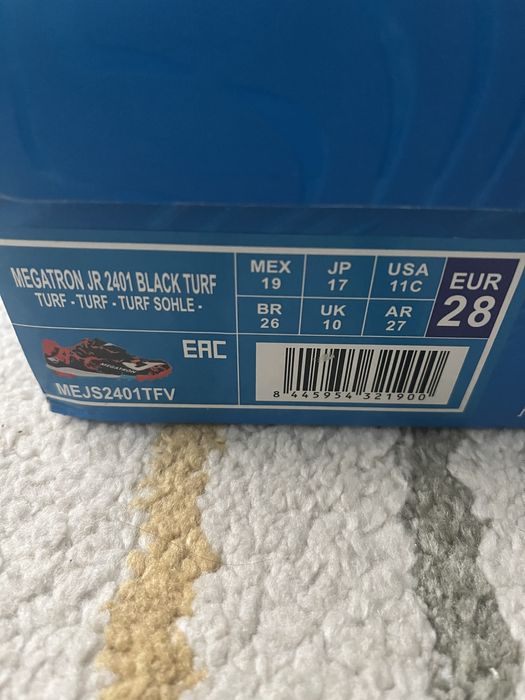 MEGATRON JR 2401 BLACK TURF
TURF - TURF - TURF SOHLE -
MEX
19
JP
17
USA
11C
EUR
28
BR
26
UK
10
AR
27
MEGATRON
EAC
MEJS2401TFV
8 445954 321900